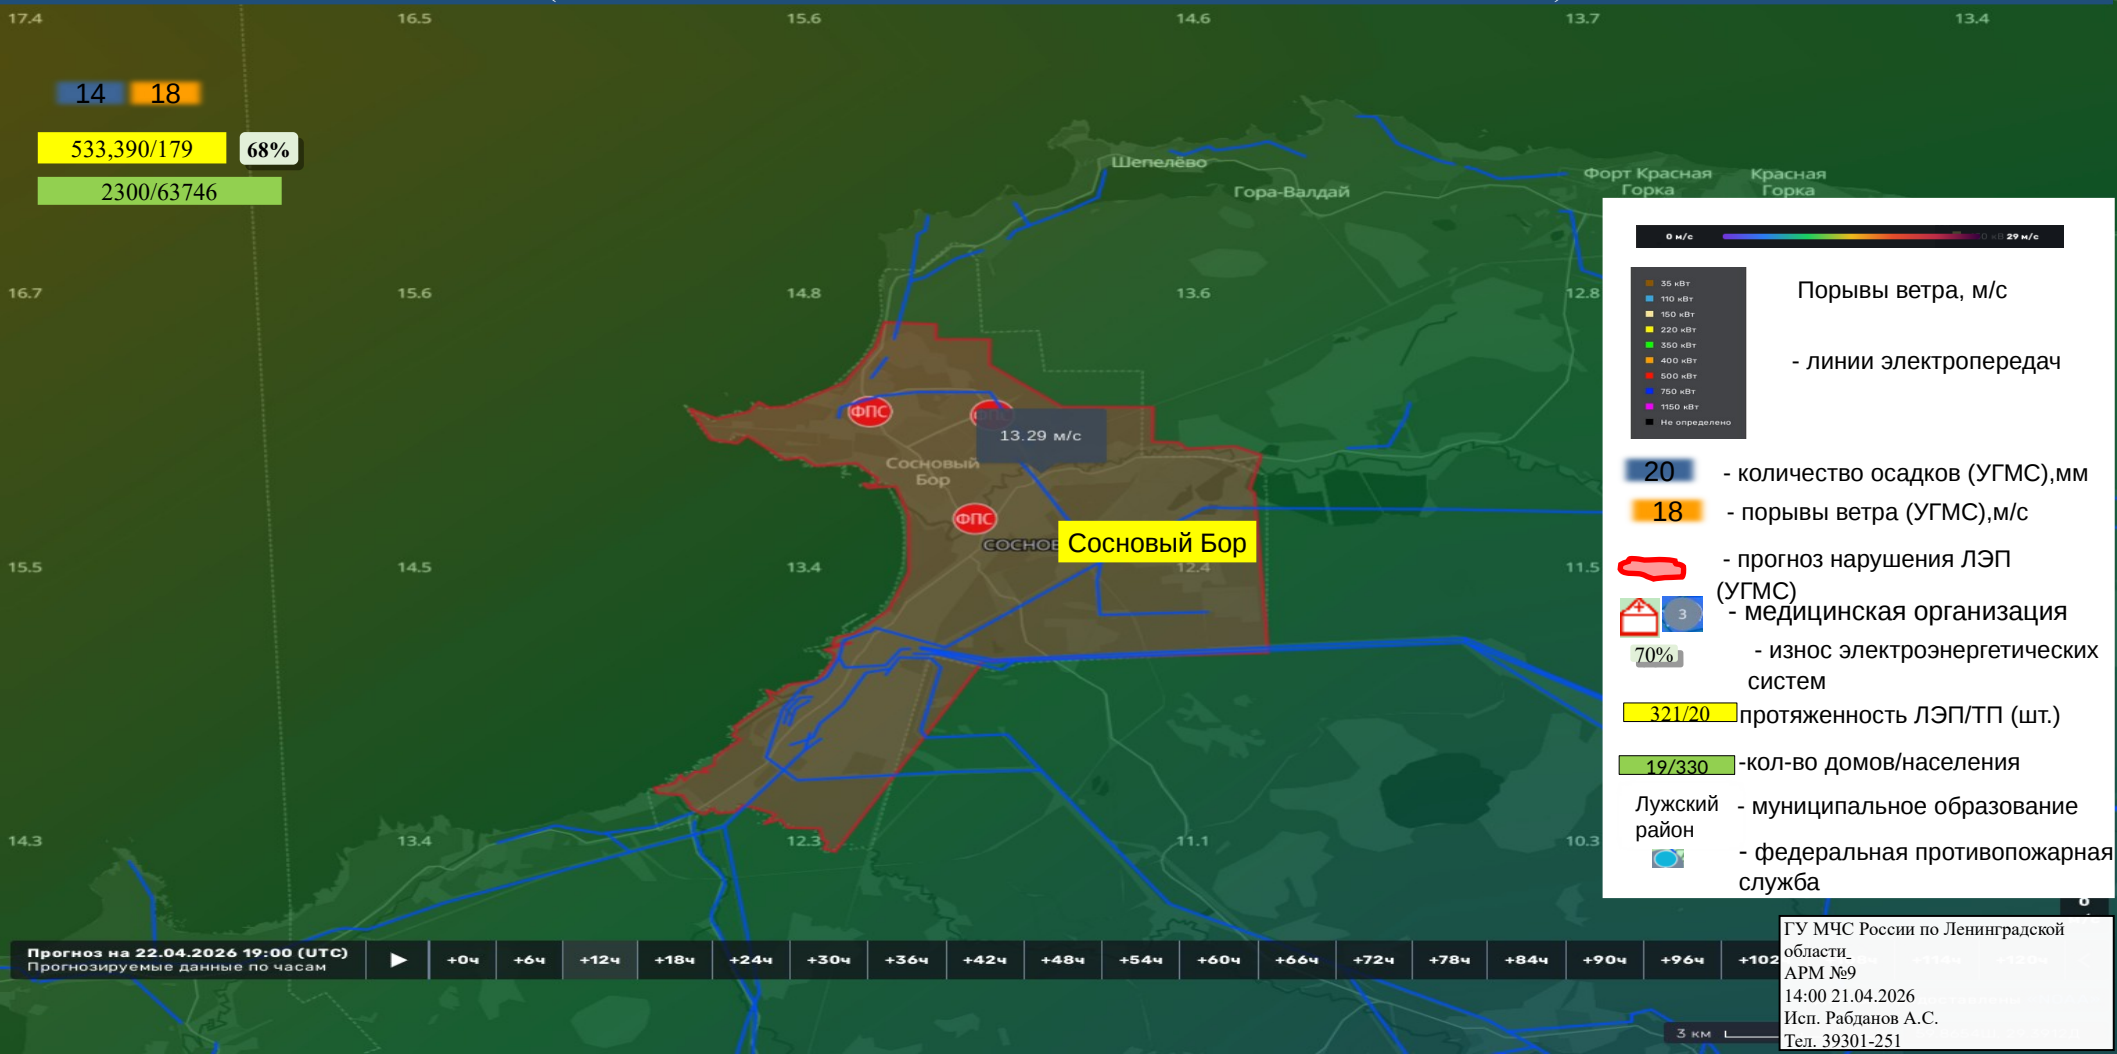 17.4 16.5 15.6 14.6 13.7 13.4
14 18
533,390/179 68%
2300/63746
Шепелёво
Гора-Валдай
Форт Красная Горка
Красная Горка
16.7 15.6 14.8 13.6 12.8
ФПС
13.29 м/с
Сосновый
Бор
ФПС
СОСНОВ
Сосновый Бор
15.5 14.5 13.4 12.4 11.5
14.3 13.4 12.3 11.1 10.3
0 м/с 29 м/с
Порывы ветра, м/с
35 кВт
110 кВт
150 кВт
220 кВт
350 кВт
400 кВт
500 кВт
750 кВт
1150 кВт
Не определено
- линии электропередач
20 - количество осадков (УГМС),мм
18 - порывы ветра (УГМС),м/с
- прогноз нарушения ЛЭП
(УГМС)
3 - медицинская организация
70% - износ электроэнергетических
систем
321/20 протяженность ЛЭП/ТП (шт.)
19/330 -кол-во домов/населения
Лужский район - муниципальное образование
- федеральная противопожарная
служба
Прогноз на 22.04.2026 19:00 (UTC)
Прогнозируемые данные по часам
+0ч +6ч +12ч +18ч +24ч +30ч +36ч +42ч +48ч +54ч +60ч +66ч +72ч +78ч +84ч +90ч +96ч +102
3 км
ГУ МЧС России по Ленинградской
области
АРМ №9
14:00 21.04.2026
Исп. Рабданов А.С.
Тел. 39301-251